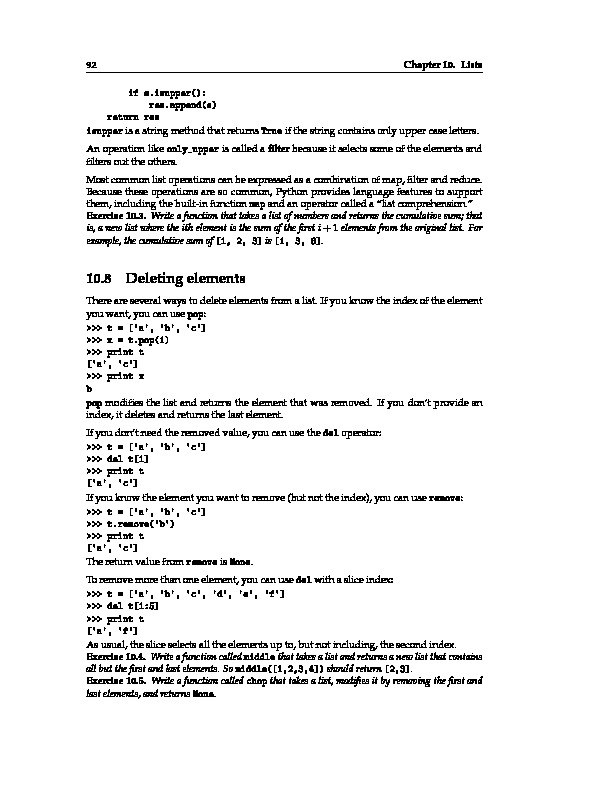 92 Chapter 10. Lists
if s.isupper():
res.append(s)
return res
isupper is a string method that returns True if the string contains only upper case letters.
An operation like only_upper is called a filter because it selects some of the elements and
filters out the others.
Most common list operations can be expressed as a combination of map, filter and reduce.
Because these operations are so common, Python provides language features to support
them, including the built-in function map and an operator called a “list comprehension.”
Exercise 10.3. Write a function that takes a list of numbers and returns the cumulative sum; that
is, a new list where the ith element is the sum of the first i + 1 elements from the original list. For
example, the cumulative sum of [1, 2, 3] is [1, 3, 6].
10.8 Deleting elements
There are several ways to delete elements from a list. If you know the index of the element
you want, you can use pop:
>>> t = ['a', 'b', 'c']
>>> x = t.pop(1)
>>> print t
['a', 'c']
>>> print x
b
pop modifies the list and returns the element that was removed. If you don’t provide an
index, it deletes and returns the last element.
If you don’t need the removed value, you can use the del operator:
>>> t = ['a', 'b', 'c']
>>> del t[1]
>>> print t
['a', 'c']
If you know the element you want to remove (but not the index), you can use remove:
>>> t = ['a', 'b', 'c']
>>> t.remove('b')
>>> print t
['a', 'c']
The return value from remove is None.
To remove more than one element, you can use del with a slice index:
>>> t = ['a', 'b', 'c', 'd', 'e', 'f']
>>> del t[1:5]
>>> print t
['a', 'f']
As usual, the slice selects all the elements up to, but not including, the second index.
Exercise 10.4. Write a function called middle that takes a list and returns a new list that contains
all but the first and last elements. So middle([1,2,3,4]) should return [2,3].
Exercise 10.5. Write a function called chop that takes a list, modifies it by removing the first and
last elements, and returns None.